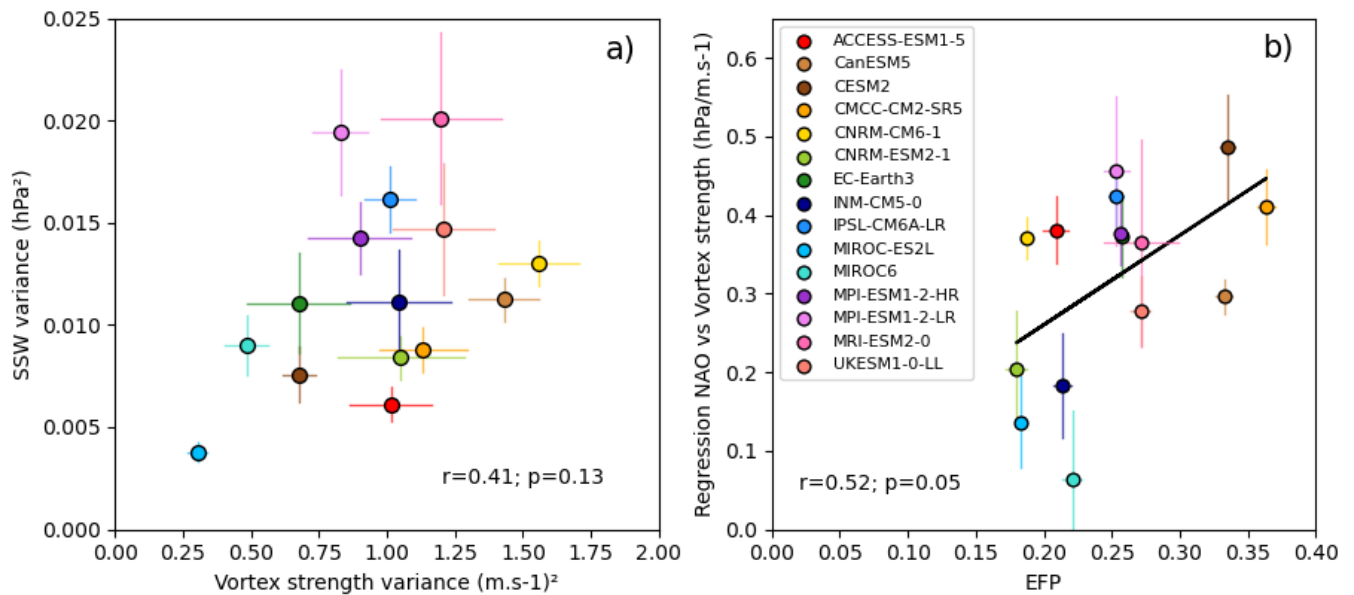 a)
0.025
0.020
0.015
0.010
0.005
0.000
SSW variance (hPa²)
r=0.41; p=0.13
0.00 0.25 0.50 0.75 1.00 1.25 1.50 1.75 2.00
Vortex strength variance (m.s-1)²
b)
0.6
0.5
0.4
0.3
0.2
0.1
0.0
Regression NAO vs Vortex strength (hPa/m.s-1)
ACCESS-ESM1-5
CanESM5
CESM2
CMCC-CM2-SR5
CNRM-CM6-1
CNRM-ESM2-1
EC-Earth3
INM-CM5-0
IPSL-CM6A-LR
MIROC-ES2L
MIROC6
MPI-ESM1-2-HR
MPI-ESM1-2-LR
MRI-ESM2-0
UKESM1-0-LL
r=0.52; p=0.05
0.00 0.05 0.10 0.15 0.20 0.25 0.30 0.35 0.40
EFP